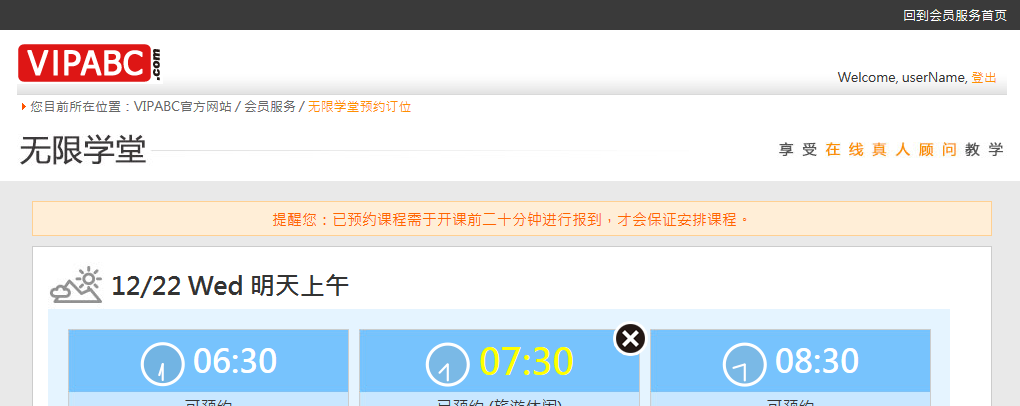 回到会员服务首页
VIPABC.com
Welcome, userName, 登出
您目前所在位置：VIPABC官方网站 / 会员服务 / 无限学堂预约订位
无限学堂
享受在线真人顾问教学
提醒您：已预约课程需于开课前二十分钟进行报到，才会保证安排课程。
12/22 Wed 明天上午
06:30
07:30
08:30
可预约
已预约 (旅游休闲)
可预约